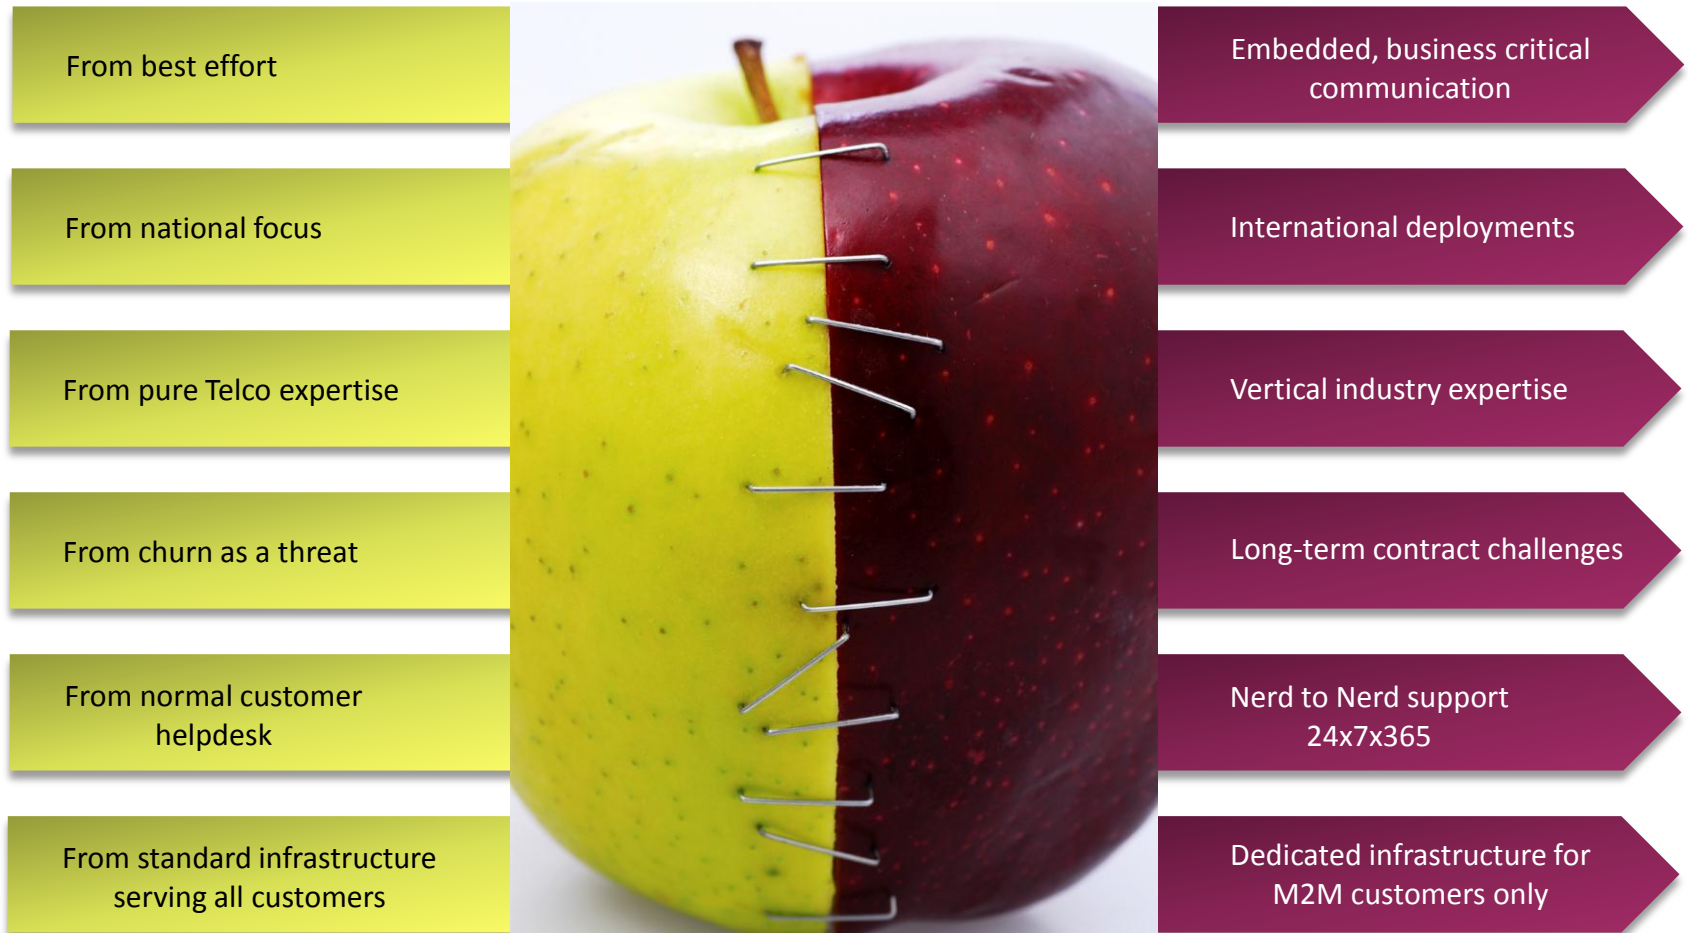 From best effort
Embedded, business critical
communication
From national focus
International deployments
From pure Telco expertise
Vertical industry expertise
From churn as a threat
Long-term contract challenges
From normal customer
helpdesk
Nerd to Nerd support
24x7x365
From standard infrastructure
serving all customers
Dedicated infrastructure for
M2M customers only